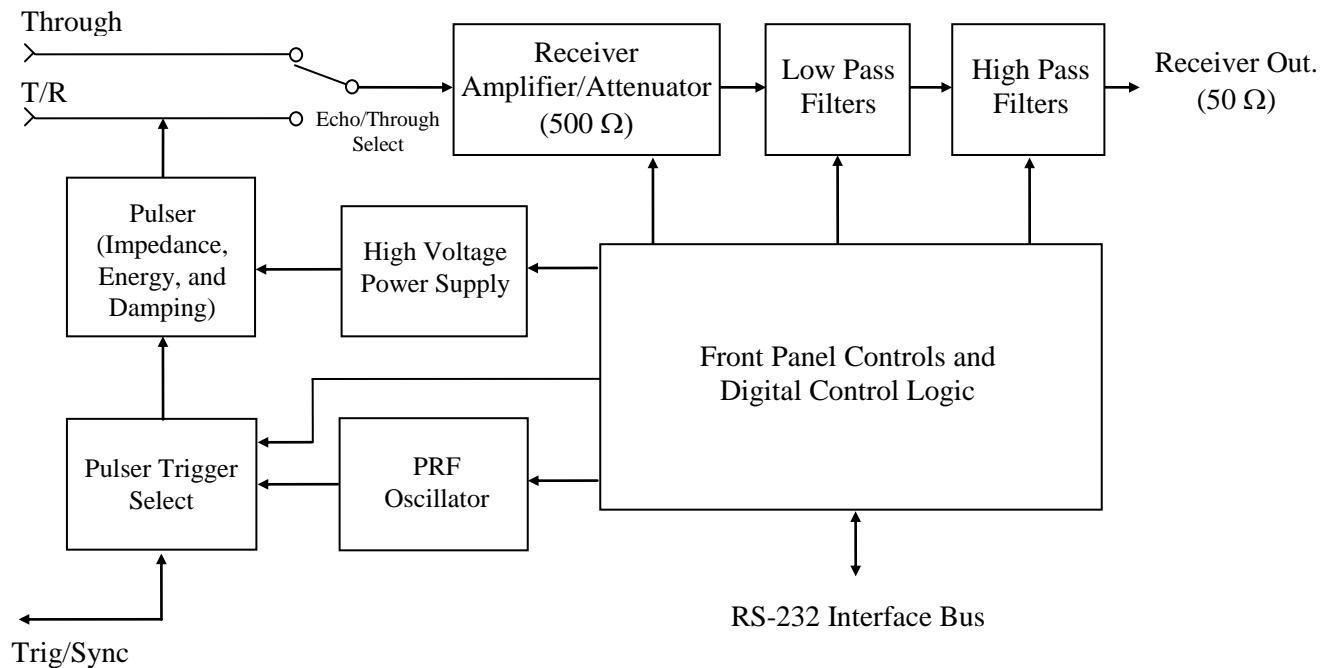 Through
T/R
Echo/Through
Select
Receiver
Amplifier/Attenuator
(500 Ω)
Low Pass
Filters
High Pass
Filters
Receiver Out.
(50 Ω)
Pulser
(Impedance,
Energy, and
Damping)
High Voltage
Power Supply
Front Panel Controls and
Digital Control Logic
Pulser Trigger
Select
PRF
Oscillator
RS-232 Interface Bus
Trig/Sync